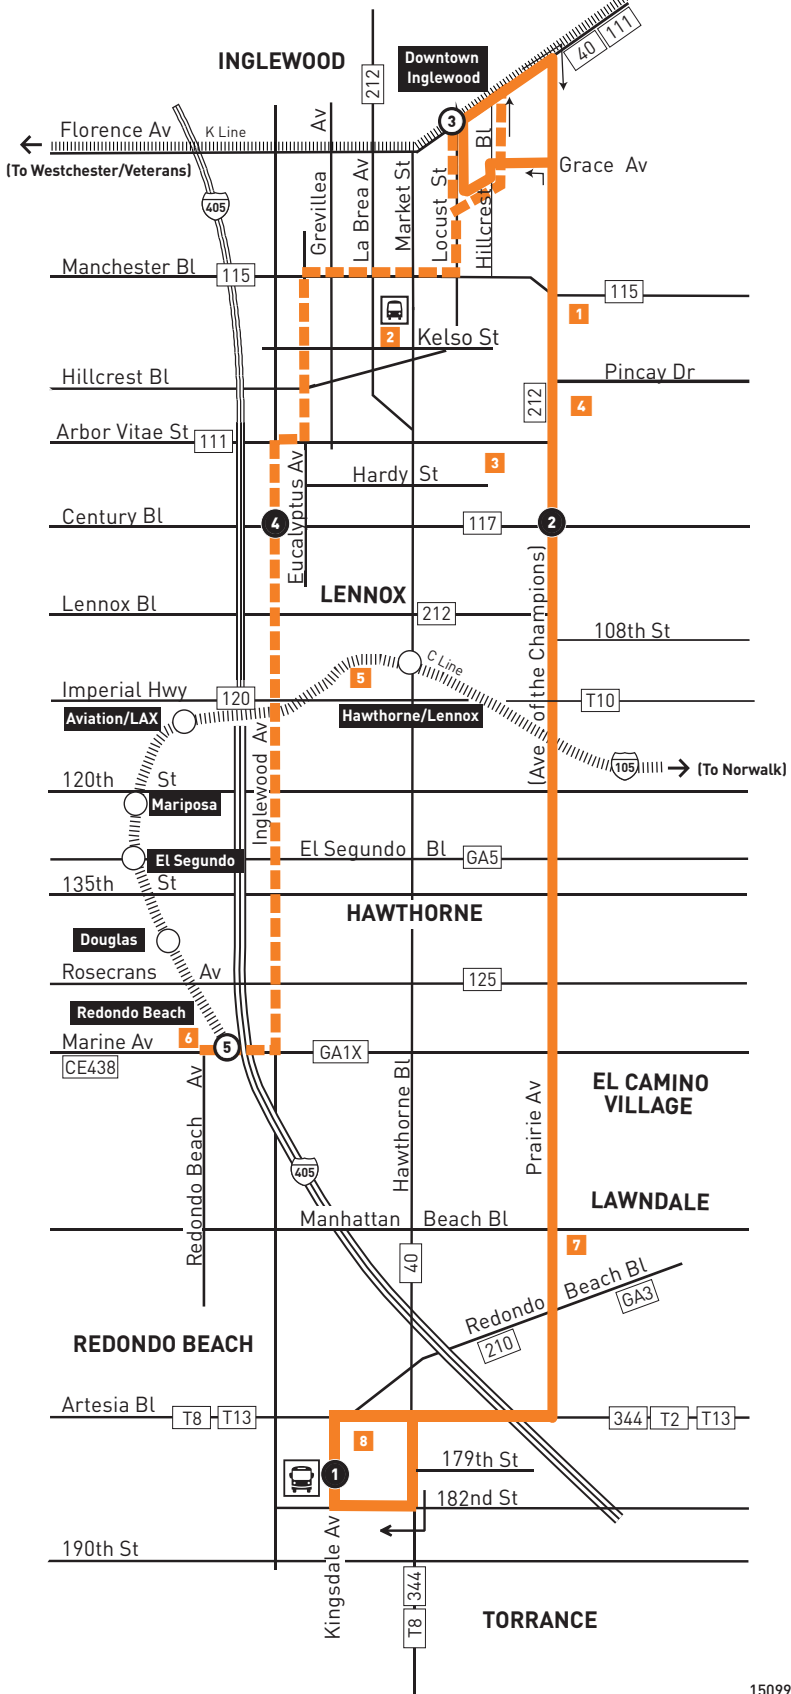 40
111
INGLEWOOD
Downtown
Inglewood
212
3
Florence Av
K Line
(To Westchester/Veterans)
Grevillea Av
La Brea Av
Market St
Locust St
Hillcrest Bl
Grace Av
405
Manchester Bl
115
115
1
2
Kelso St
Hillcrest Bl
Pincay Dr
212
4
Arbor Vitae St
111
3
Hardy St
Eucalyptus Av
Century Bl
4
117
2
LENNOX
Lennox Bl
212
(Ave of the Champions)
108th St
C Line
5
Imperial Hwy
120
T10
Aviation/LAX
Hawthorne/Lennox
105
(To Norwalk)
Inglewood Av
120th St
Mariposa
El Segundo
El Segundo Bl
GA5
135th St
HAWTHORNE
Douglas
Rosecrans Av
125
Redondo Beach
6
Marine Av
5
GA1X
CE438
Redondo Beach Av
Hawthorne Bl
Prairie Av
EL CAMINO
VILLAGE
405
LAWNDALE
Manhattan Beach Bl
7
40
Redondo Beach Bl
210
GA3
REDONDO BEACH
Artesia Bl
T8
T13
344
T2
T13
8
1
179th St
182nd St
190th St
Kingsdale Av
344
T8
TORRANCE
15099